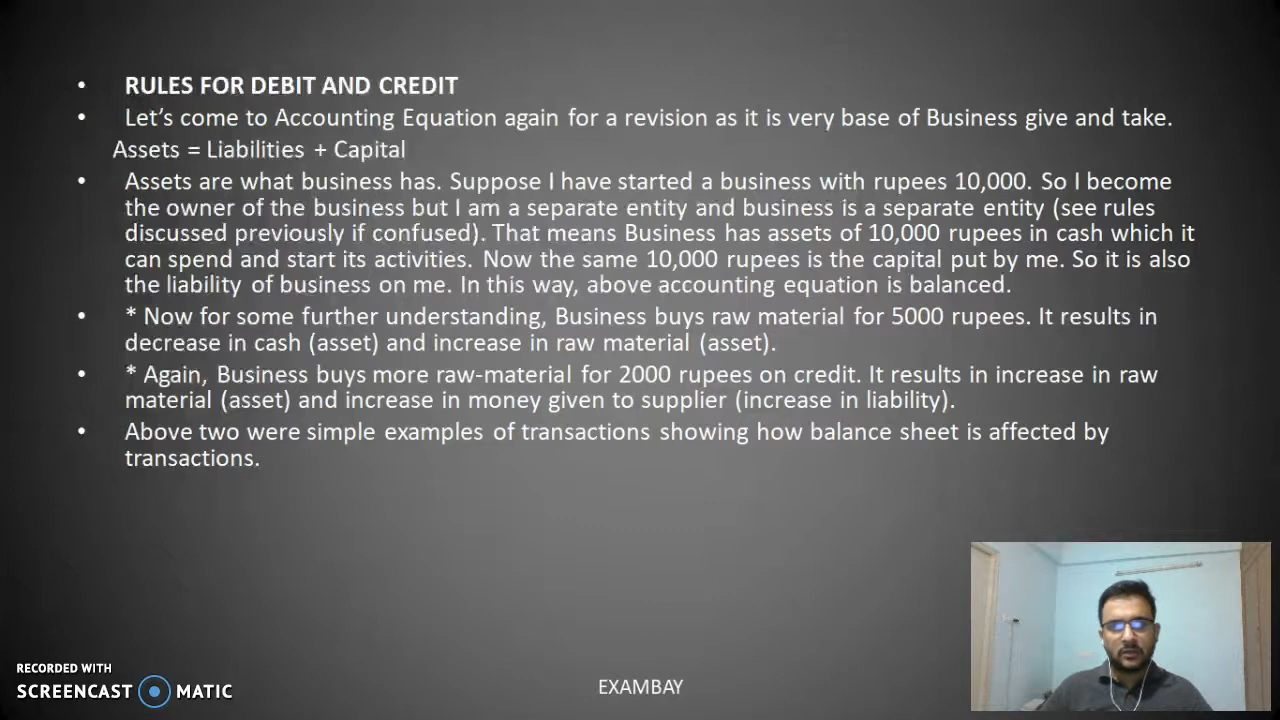 • RULES FOR DEBIT AND CREDIT
• Let's come to Accounting Equation again for a revision as it is very base of Business give and take.
Assets = Liabilities + Capital
• Assets are what business has. Suppose I have started a business with rupees 10,000. So I become
the owner of the business but I am a separate entity and business is a separate entity (see rules
discussed previously if confused). That means Business has assets of 10,000 rupees in cash which it
can spend and start its activities. Now the same 10,000 rupees is the capital put by me. So it is also
the liability of business on me. In this way, above accounting equation is balanced.
• * Now for some further understanding, Business buys raw material for 5000 rupees. It results in
decrease in cash (asset) and increase in raw material (asset).
• * Again, Business buys more raw-material for 2000 rupees on credit. It results in increase in raw
material (asset) and increase in money given to supplier (increase in liability).
• Above two were simple examples of transactions showing how balance sheet is affected by
transactions.
RECORDED WITH
SCREENCAST MATIC
EXAMBAY